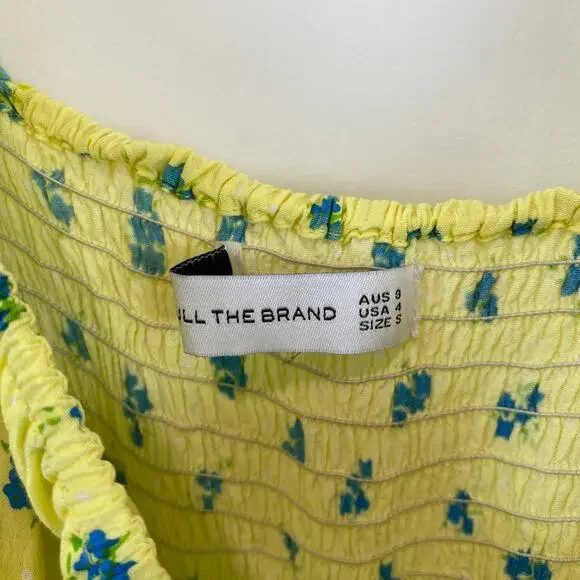 THE BRAND
AUS 8
USA 4
SIZE S